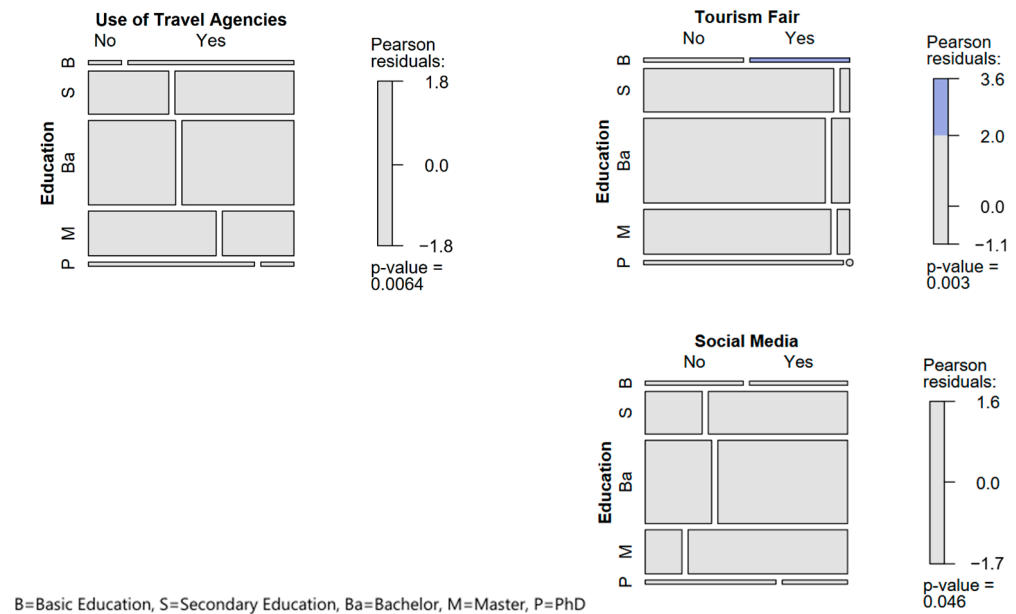 Use of Travel Agencies
No Yes
Education
B
S
Ba
M
P
Pearson
residuals:
1.8
0.0
−1.8
p-value =
0.0064
Tourism Fair
No Yes
Education
B
S
Ba
M
P
Pearson
residuals:
3.6
2.0
0.0
−1.1
p-value =
0.003
Social Media
No Yes
Education
B
S
Ba
M
P
Pearson
residuals:
1.6
0.0
−1.7
p-value =
0.046
B=Basic Education, S=Secondary Education, Ba=Bachelor, M=Master, P=PhD